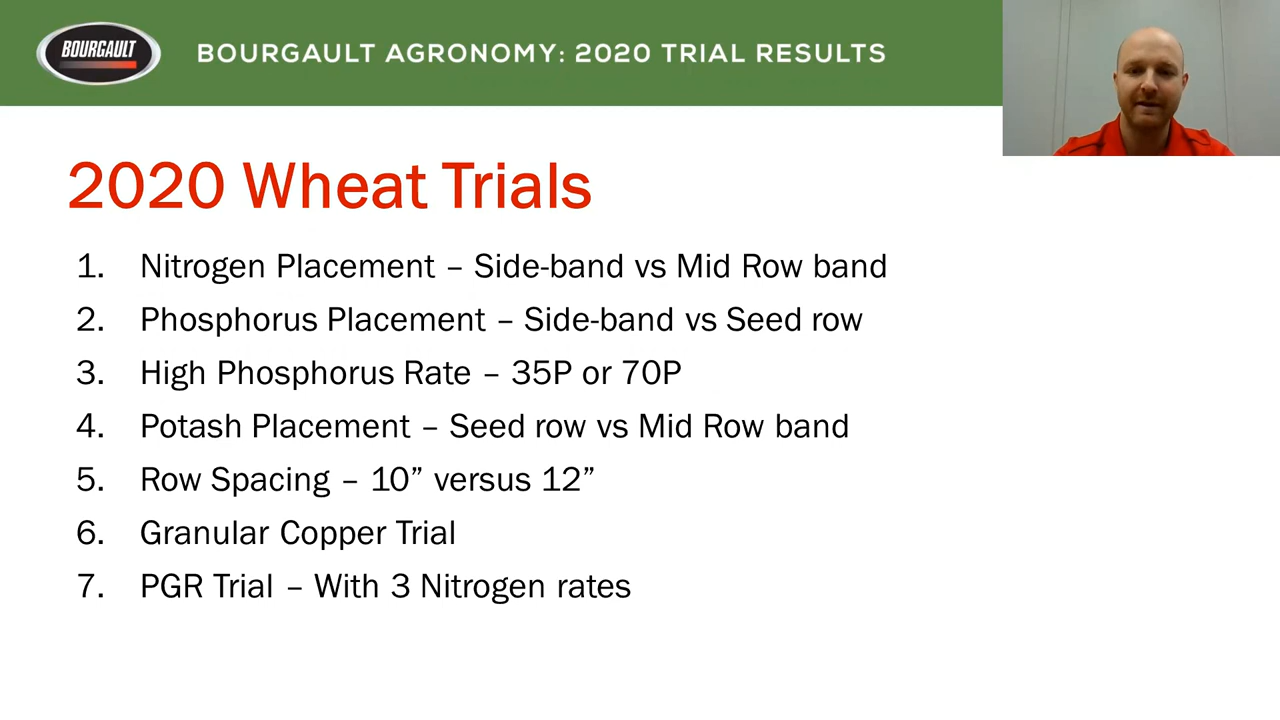 BOURGAULT
BOURGAULT AGRONOMY: 2020 TRIAL RESULTS
2020 Wheat Trials
1. Nitrogen Placement – Side-band vs Mid Row band
2. Phosphorus Placement – Side-band vs Seed row
3. High Phosphorus Rate – 35P or 70P
4. Potash Placement – Seed row vs Mid Row band
5. Row Spacing – 10” versus 12”
6. Granular Copper Trial
7. PGR Trial – With 3 Nitrogen rates